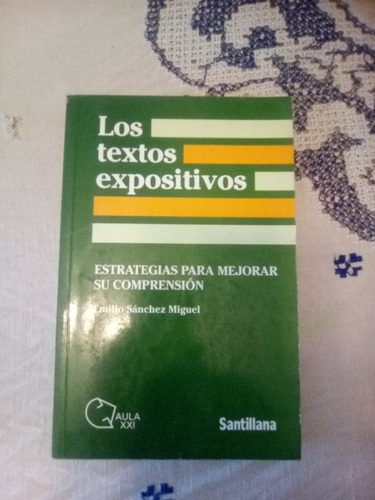 Los
textos
expositivos
ESTRATEGIAS PARA MEJORAR
SU COMPRENSIÓN
Emilio Sánchez Miguel
AULA
XXI
Santillana